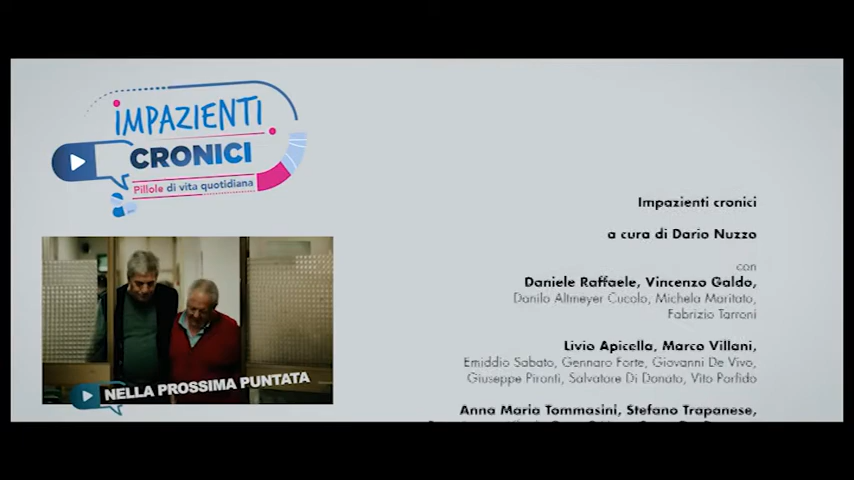 IMPAZIENTI
CRONICI
Pillole di vita quotidiana
NELLA PROSSIMA PUNTATA
Impazienti cronici
a cura di Dario Nuzzo
con
Daniele Raffaele, Vincenzo Galdo,
Danilo Altmeyer Cucolo, Michela Maritato,
Fabrizio Tarroni
Livio Apicella, Marco Villani,
Emiddio Sabato, Gennaro Forte, Giovanni De Vivo,
Giuseppe Pironti, Salvatore Di Donato, Vito Parfido
Anna Maria Tommasini, Stefano Trapanese,